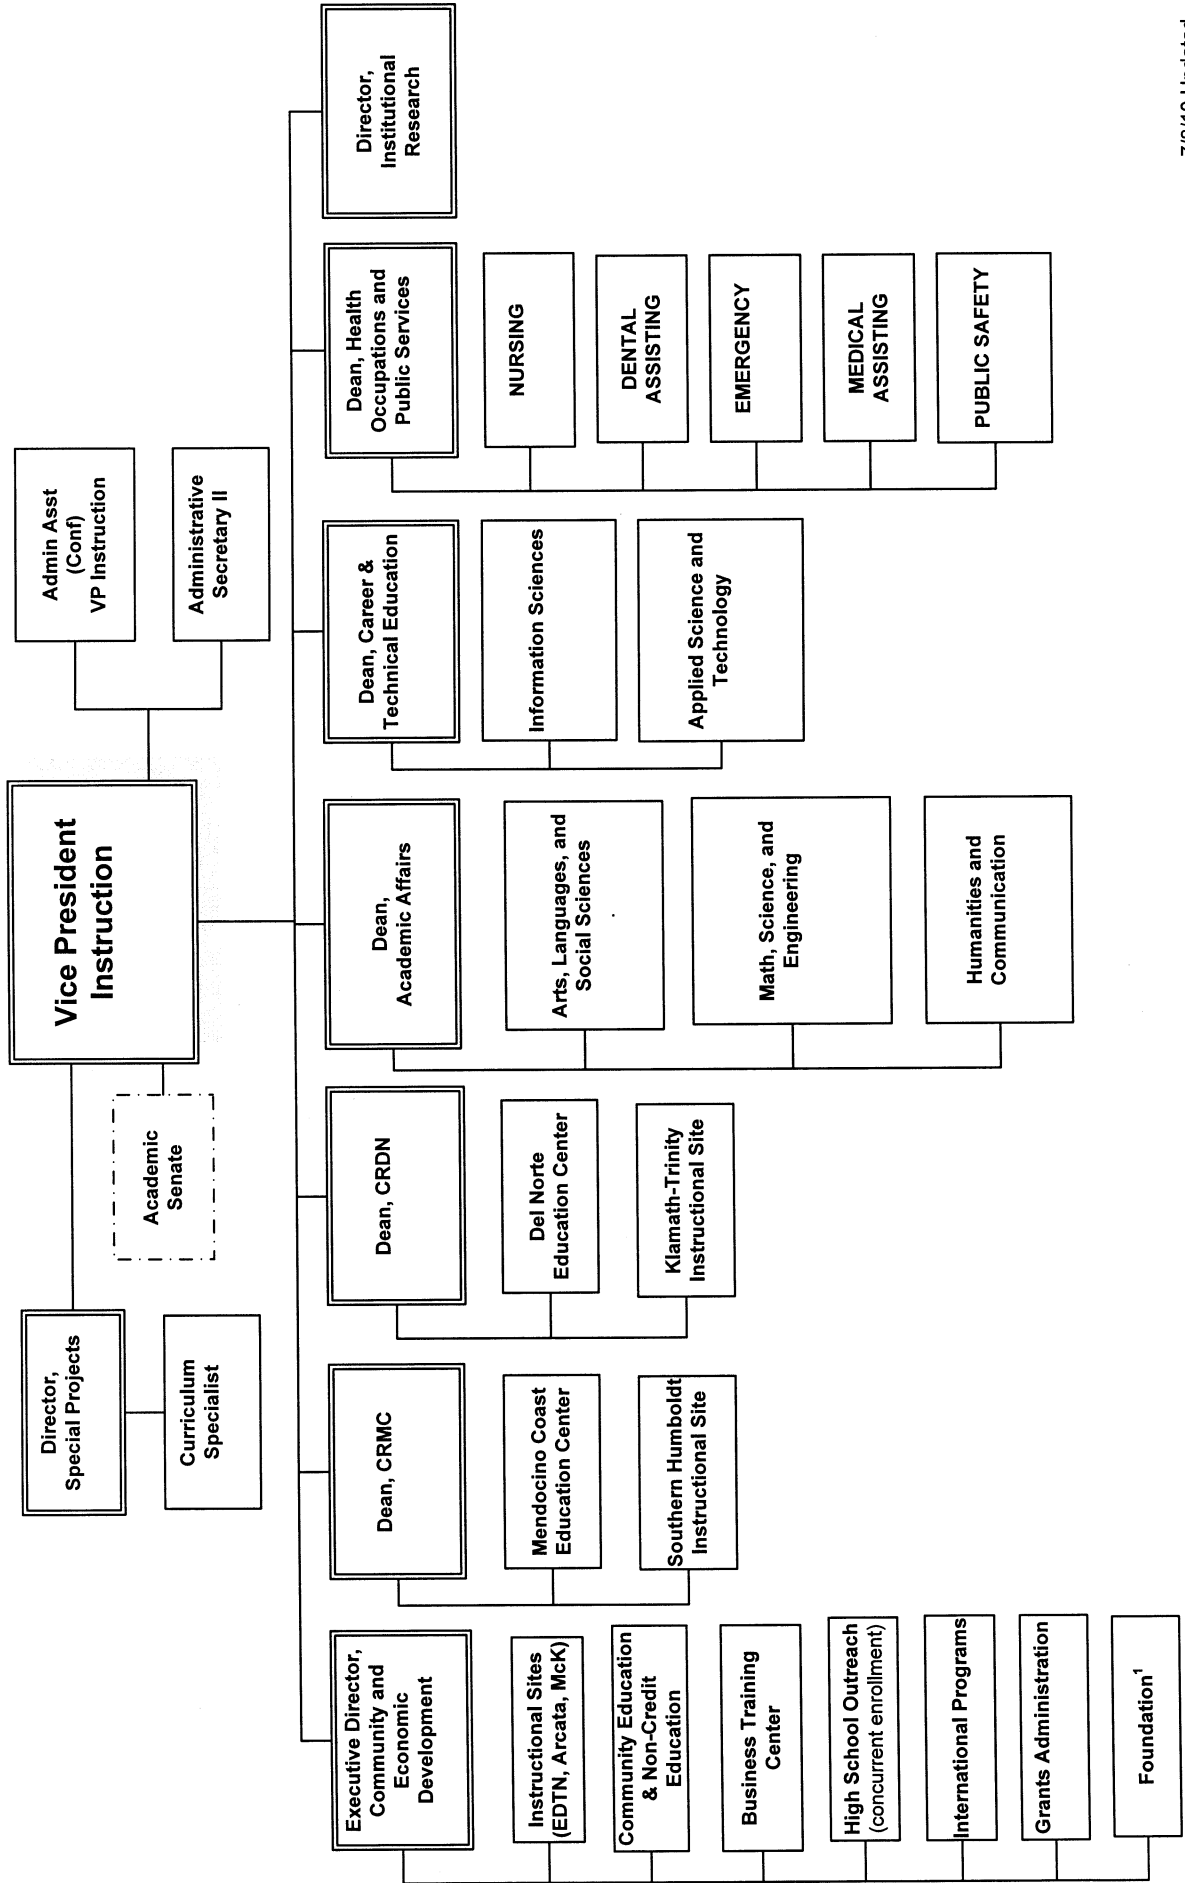 Vice President
Instruction
Admin Asst
(Conf)
VP Instruction
Administrative
Secretary II
Director,
Special Projects
Curriculum
Specialist
Academic
Senate
Executive Director,
Community and
Economic
Development
Instructional Sites
(EDTN, Arcata, McK)
Community Education
& Non-Credit
Education
Business Training
Center
High School Outreach
(concurrent enrollment)
International Programs
Grants Administration
Foundation¹
Dean, CRMC
Mendocino Coast
Education Center
Southern Humboldt
Instructional Site
Dean, CRDN
Del Norte
Education Center
Klamath-Trinity
Instructional Site
Dean,
Academic Affairs
Arts, Languages, and
Social Sciences
Math, Science, and
Engineering
Humanities and
Communication
Dean, Career &
Technical Education
Information Sciences
Applied Science and
Technology
Dean, Health
Occupations and
Public Services
NURSING
DENTAL
ASSISTING
EMERGENCY
MEDICAL
ASSISTING
PUBLIC SAFETY
Director,
Institutional
Research
Updated